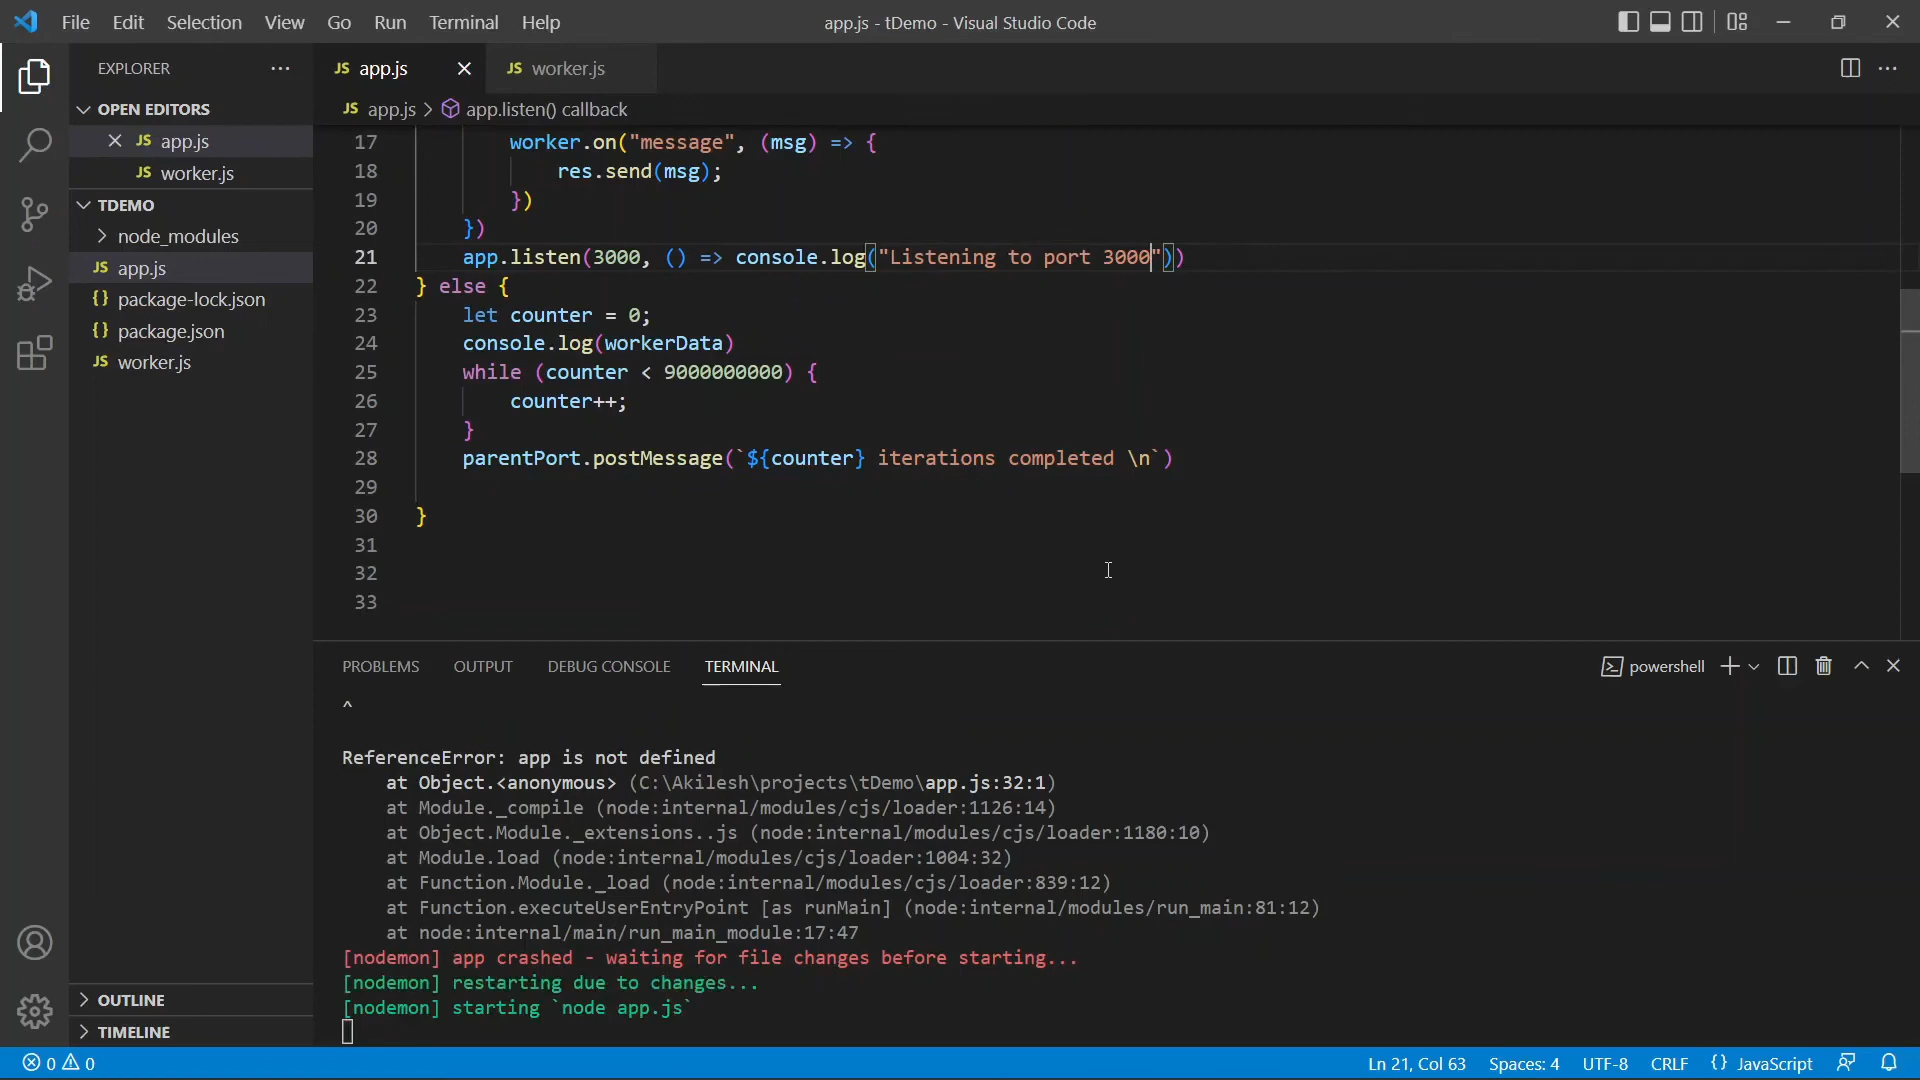 File Edit Selection View Go Run Terminal Help
app.js - tDemo - Visual Studio Code
EXPLORER ···
OPEN EDITORS
JS app.js
JS worker.js
TDEMO
node_modules
JS app.js
{} package-lock.json
{} package.json
JS worker.js
OUTLINE
TIMELINE
JS app.js
JS worker.js
JS app.js > app.listen() callback
17 worker.on("message", (msg) => {
18 res.send(msg);
19 })
20 })
21 app.listen(3000, () => console.log("Listening to port 3000"))
22 } else {
23 let counter = 0;
24 console.log(workerData)
25 while (counter < 9000000000) {
26 counter++;
27 }
28 parentPort.postMessage(`${counter} iterations completed \n`)
29
30 }
31
32
33
PROBLEMS OUTPUT DEBUG CONSOLE TERMINAL
powershell
^
ReferenceError: app is not defined
at Object.<anonymous> (C:\Akilesh\projects\tDemo\app.js:32:1)
at Module._compile (node:internal/modules/cjs/loader:1126:14)
at Object.Module._extensions..js (node:internal/modules/cjs/loader:1180:10)
at Module.load (node:internal/modules/cjs/loader:1004:32)
at Function.Module._load (node:internal/modules/cjs/loader:839:12)
at Function.executeUserEntryPoint [as runMain] (node:internal/modules/run_main:81:12)
at node:internal/main/run_main_module:17:47
[nodemon] app crashed - waiting for file changes before starting...
[nodemon] restarting due to changes...
[nodemon] starting `node app.js`
0 0
Ln 21, Col 63 Spaces: 4 UTF-8 CRLF {} JavaScript